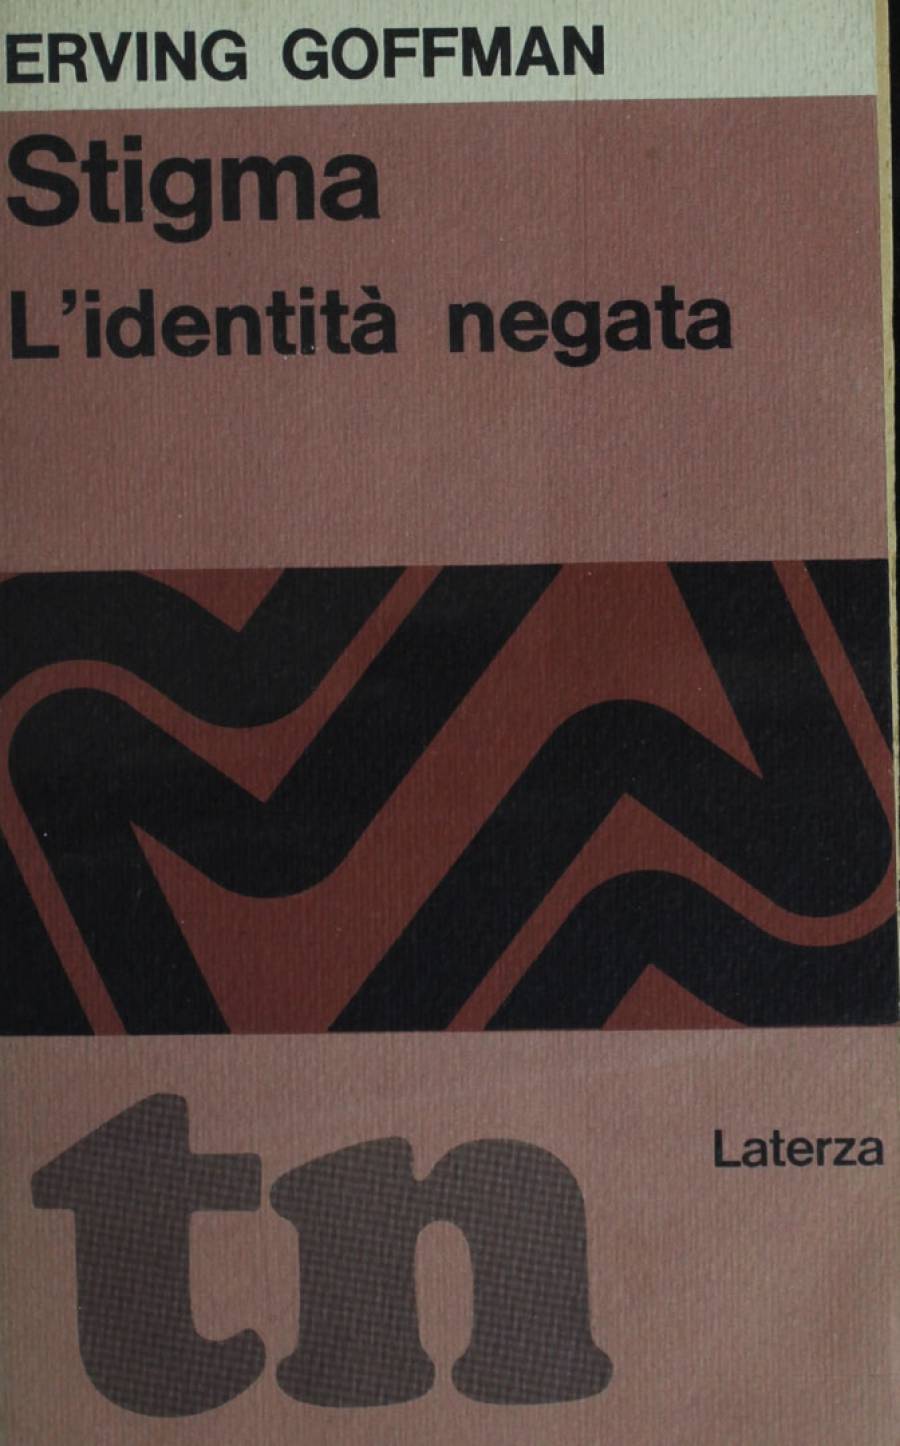 ERVING GOFFMAN
Stigma
L'identità negata
tn
Laterza